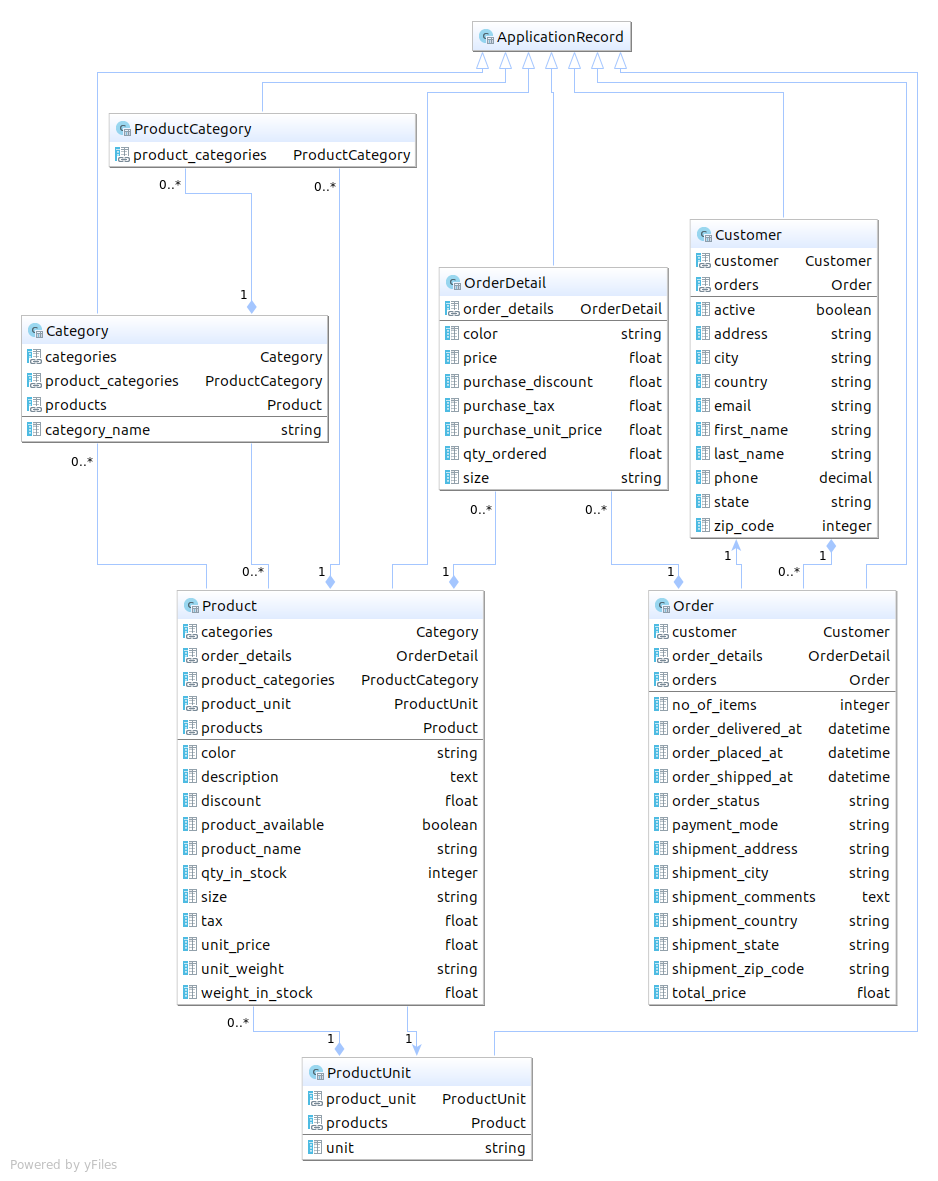 ApplicationRecord
ProductCategory
product_categories ProductCategory
0..*
0..*
1
Category
categories Category
product_categories ProductCategory
products Product
category_name string
0..*
0..*
1
OrderDetail
order_details OrderDetail
color string
price float
purchase_discount float
purchase_tax float
purchase_unit_price float
qty_ordered float
size string
0..*
0..*
1
1
Customer
customer Customer
orders Order
active boolean
address string
city string
country string
email string
first_name string
last_name string
phone decimal
state string
zip_code integer
1
1
0..*
Product
categories Category
order_details OrderDetail
product_categories ProductCategory
product_unit ProductUnit
products Product
color string
description text
discount float
product_available boolean
product_name string
qty_in_stock integer
size string
tax float
unit_price float
unit_weight string
weight_in_stock float
0..*
1
1
Order
customer Customer
order_details OrderDetail
orders Order
no_of_items integer
order_delivered_at datetime
order_placed_at datetime
order_shipped_at datetime
order_status string
payment_mode string
shipment_address string
shipment_city string
shipment_comments text
shipment_country string
shipment_state string
shipment_zip_code string
total_price float
ProductUnit
product_unit ProductUnit
products Product
unit string
Powered by yFiles